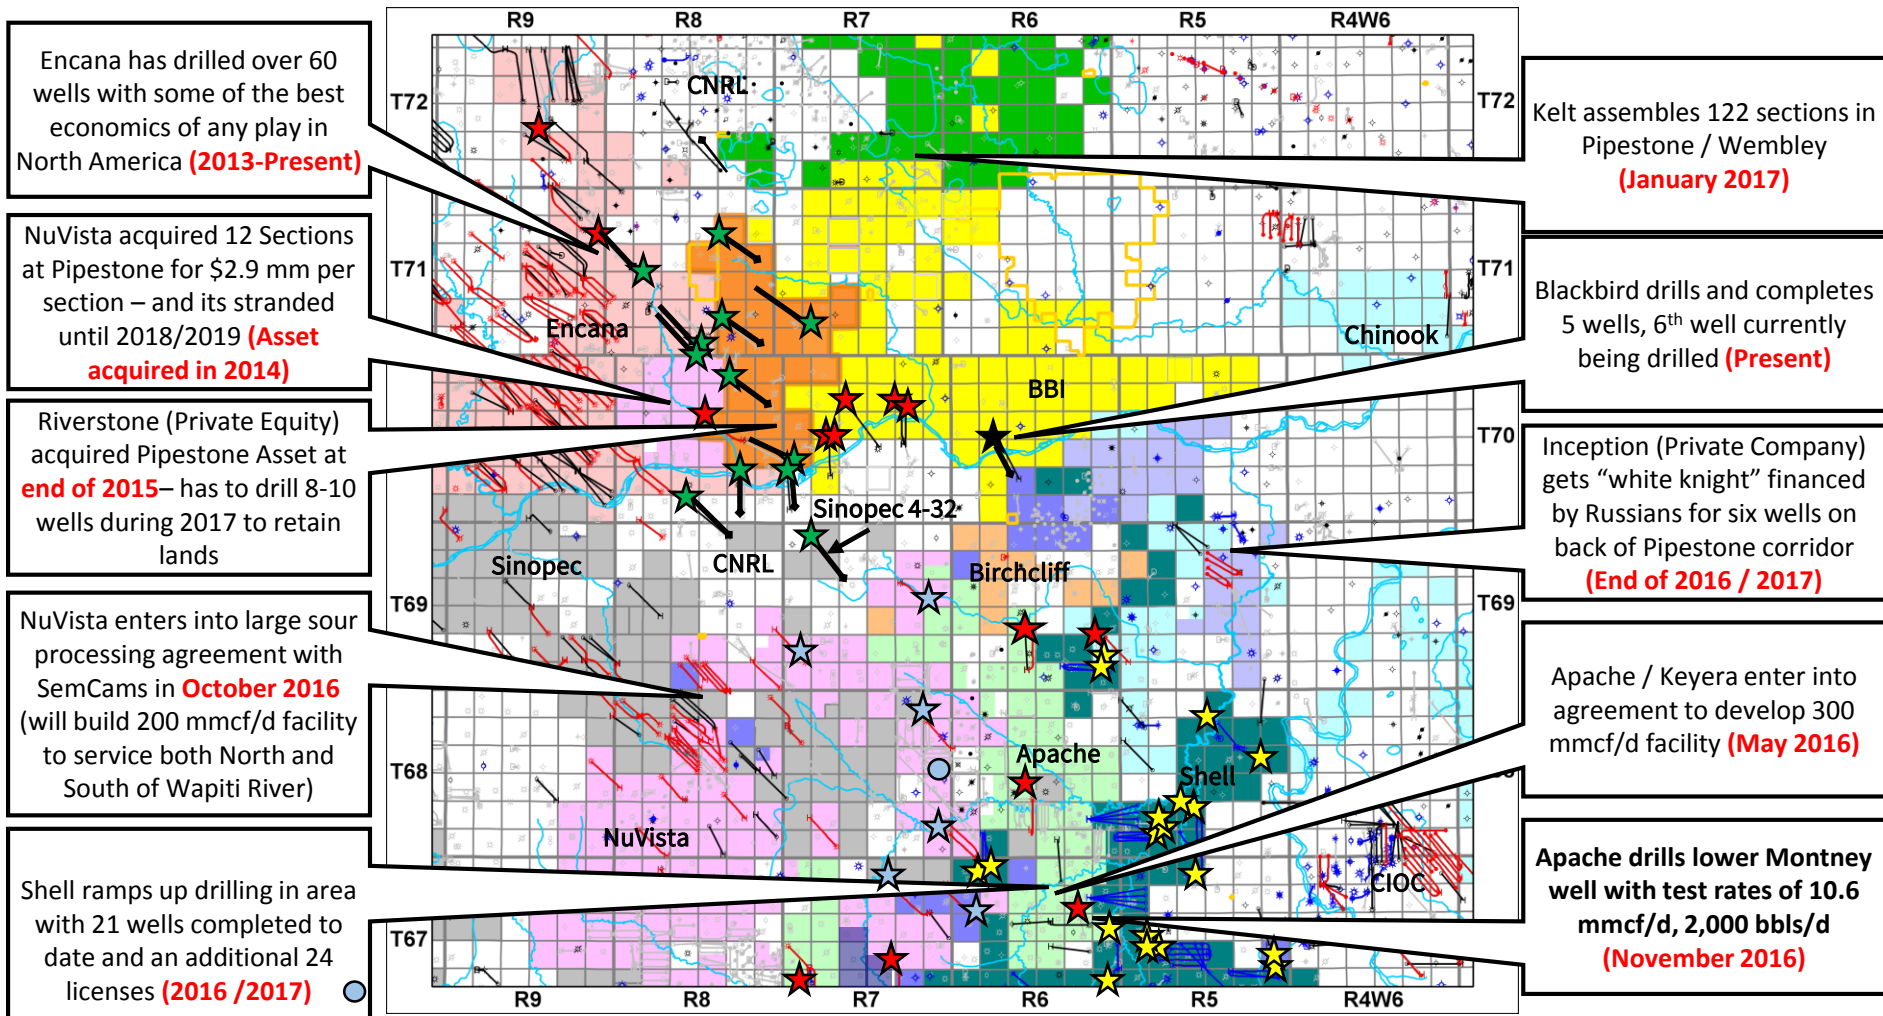 R9 R8 R7 R6 R5 R4W6
Encana has drilled over 60
wells with some of the best
economics of any play in
North America (2013-Present)
NuVista acquired 12 Sections
at Pipestone for $2.9 mm per
section – and its stranded
until 2018/2019 (Asset
acquired in 2014)
Riverstone (Private Equity)
acquired Pipestone Asset at
end of 2015– has to drill 8-10
wells during 2017 to retain
lands
NuVista enters into large sour
processing agreement with
SemCams in October 2016
(will build 200 mmcf/d facility
to service both North and
South of Wapiti River)
Shell ramps up drilling in area
with 21 wells completed to
date and an additional 24
licenses (2016 /2017)
T72
T71
T70
T69
T68
T67
CNRL
Encana
Chinook
BBI
Sinopec 4-32
Sinopec
CNRL
Birchcliff
Apache
Shell
NuVista
CIOC
T72
T71
T70
T69
T67
Kelt assembles 122 sections in
Pipestone / Wembley
(January 2017)
Blackbird drills and completes
5 wells, 6th well currently
being drilled (Present)
Inception (Private Company)
gets “white knight” financed
by Russians for six wells on
back of Pipestone corridor
(End of 2016 / 2017)
Apache / Keyera enter into
agreement to develop 300
mmcf/d facility (May 2016)
Apache drills lower Montney
well with test rates of 10.6
mmcf/d, 2,000 bbls/d
(November 2016)
R9 R8 R7 R6 R5 R4W6